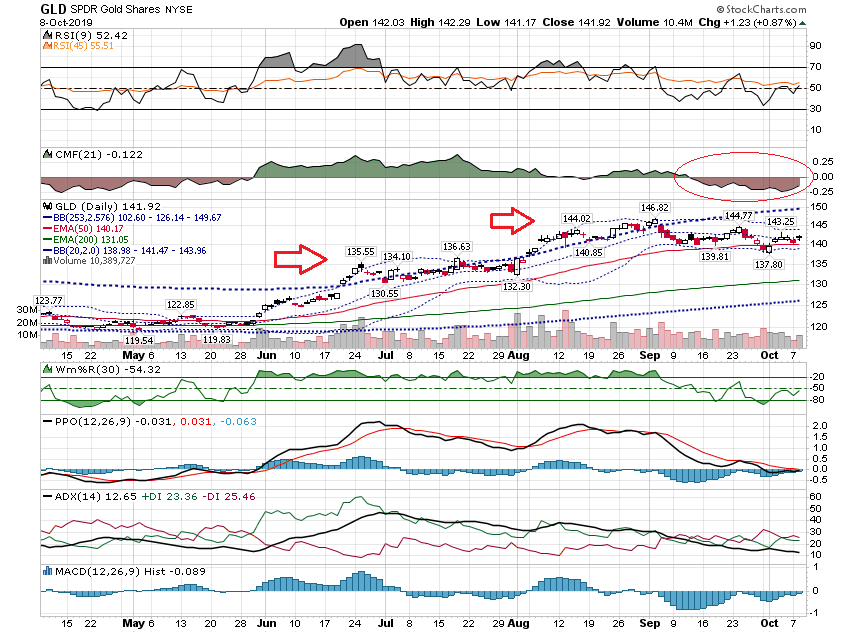 GLD SPDR Gold Shares NYSE
© StockCharts.com
8-Oct-2019
Open 142.03 High 142.29 Low 141.17 Close 141.92 Volume 10.4M Chg +1.23 (+0.87%)
RSI(9) 52.42
RSI(45) 55.51
90
70
50
30
10
CMF(21) -0.122
0.25
0.00
-0.25
GLD (Daily) 141.92
BB(253,2.576) 102.60 - 126.14 - 149.67
EMA(50) 140.17
EMA(200) 131.05
BB(20,2.0) 138.98 - 141.47 - 143.96
Volume 10,389,727
123.77
119.54
122.85
119.83
135.55
130.55
134.10
136.63
132.30
144.02
140.85
146.82
139.81
144.77
137.80
143.25
150
145
140
135
130
125
120
30M
20M
10M
15 22 May 6 13 20 28 Jun 10 17 24 Jul 8 15 22 29 Aug 12 19 26 Sep 9 16 23 Oct 7
Wm%R(30) -54.32
-20
-50
-80
PPO(12,26,9) -0.031, 0.031, -0.063
2.0
1.5
1.0
0.5
0.0
-0.5
ADX(14) 12.65 +DI 23.36 -DI 25.46
60
50
40
30
20
10
MACD(12,26,9) Hist -0.089
1
0
-1
15 22 May 6 13 20 28 Jun 10 17 24 Jul 8 15 22 29 Aug 12 19 26 Sep 9 16 23 Oct 7